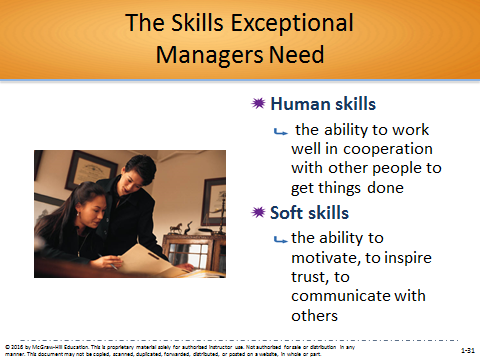 The Skills Exceptional
Managers Need
Human skills
the ability to work
well in cooperation
with other people to
get things done
Soft skills
the ability to
motivate, to inspire
trust, to
communicate with
others
© 2016 by McGraw-Hill Education. This is proprietary material solely for authorized instructor use. Not authorized for sale or distribution in any
manner. This document may not be copied, scanned, duplicated, forwarded, distributed, or posted on a website, in whole or part.
1-31